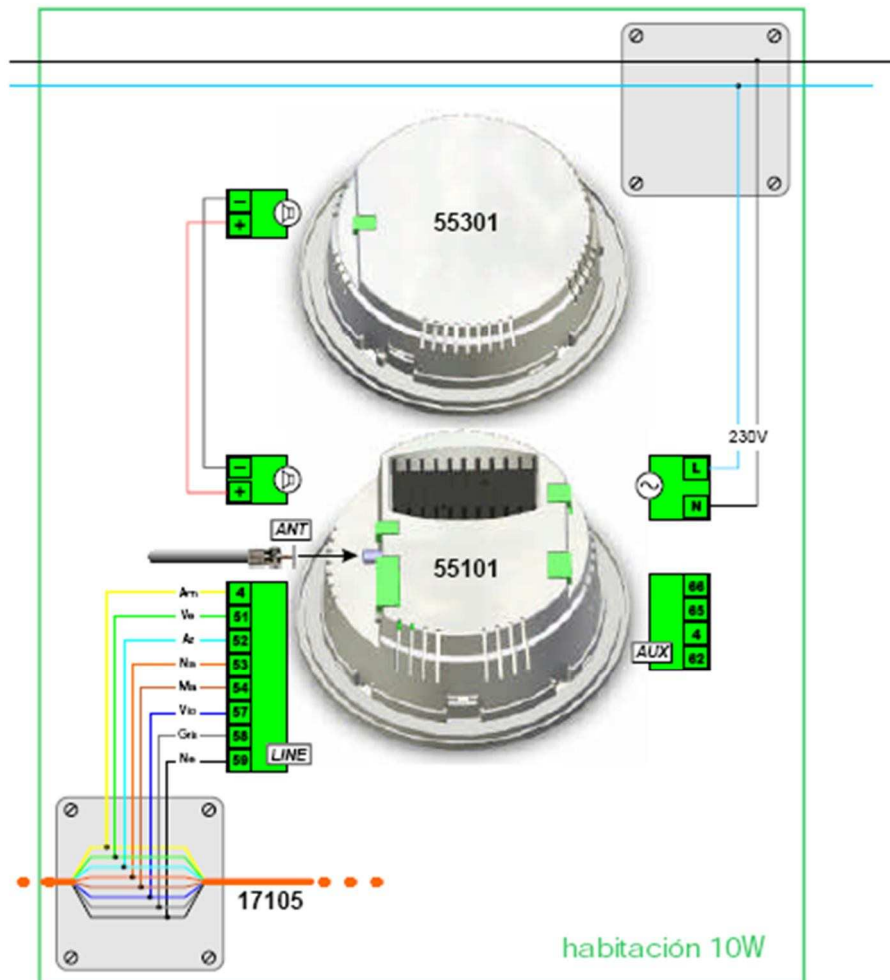 55301
−
+
230V
−
+
L
N
ANT
55101
Am
4
Ve
51
Az
52
Na
53
Ma
54
Vio
57
Gris
58
Ne
59
LINE
66
65
4
62
AUX
17105
habitación 10W